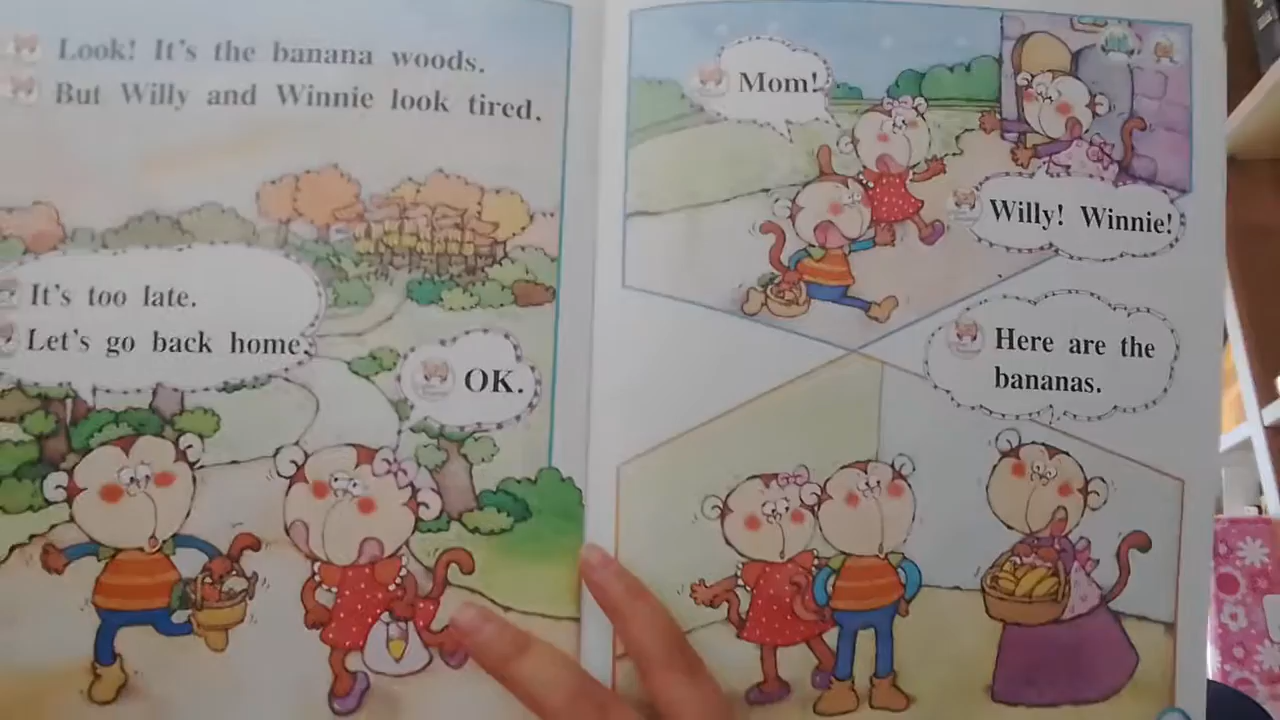 Look! It's the banana woods.
But Willy and Winnie look tired.
It's too late.
Let's go back home.
OK.
Mom!
Willy! Winnie!
Here are the
bananas.